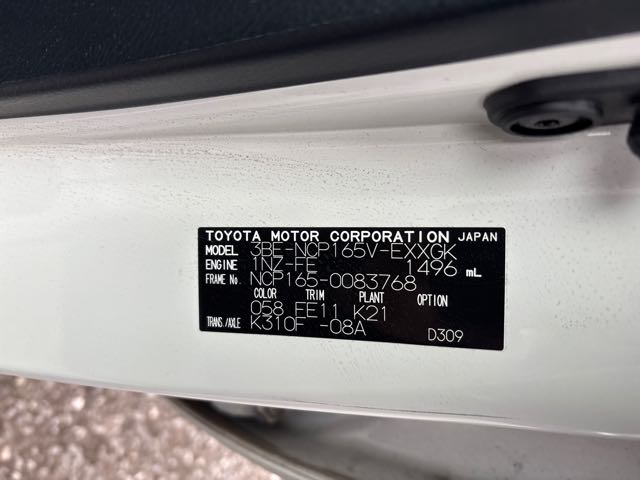 TOYOTA MOTOR CORPORATION JAPAN
MODEL 3BE-NCP165V-EXXGK
ENGINE 1NZ-FE 1496 mL
FRAME No. NCP165-0083768
COLOR TRIM PLANT OPTION
058 EE11 K21
TRANS./AXLE K310F -08A
D309